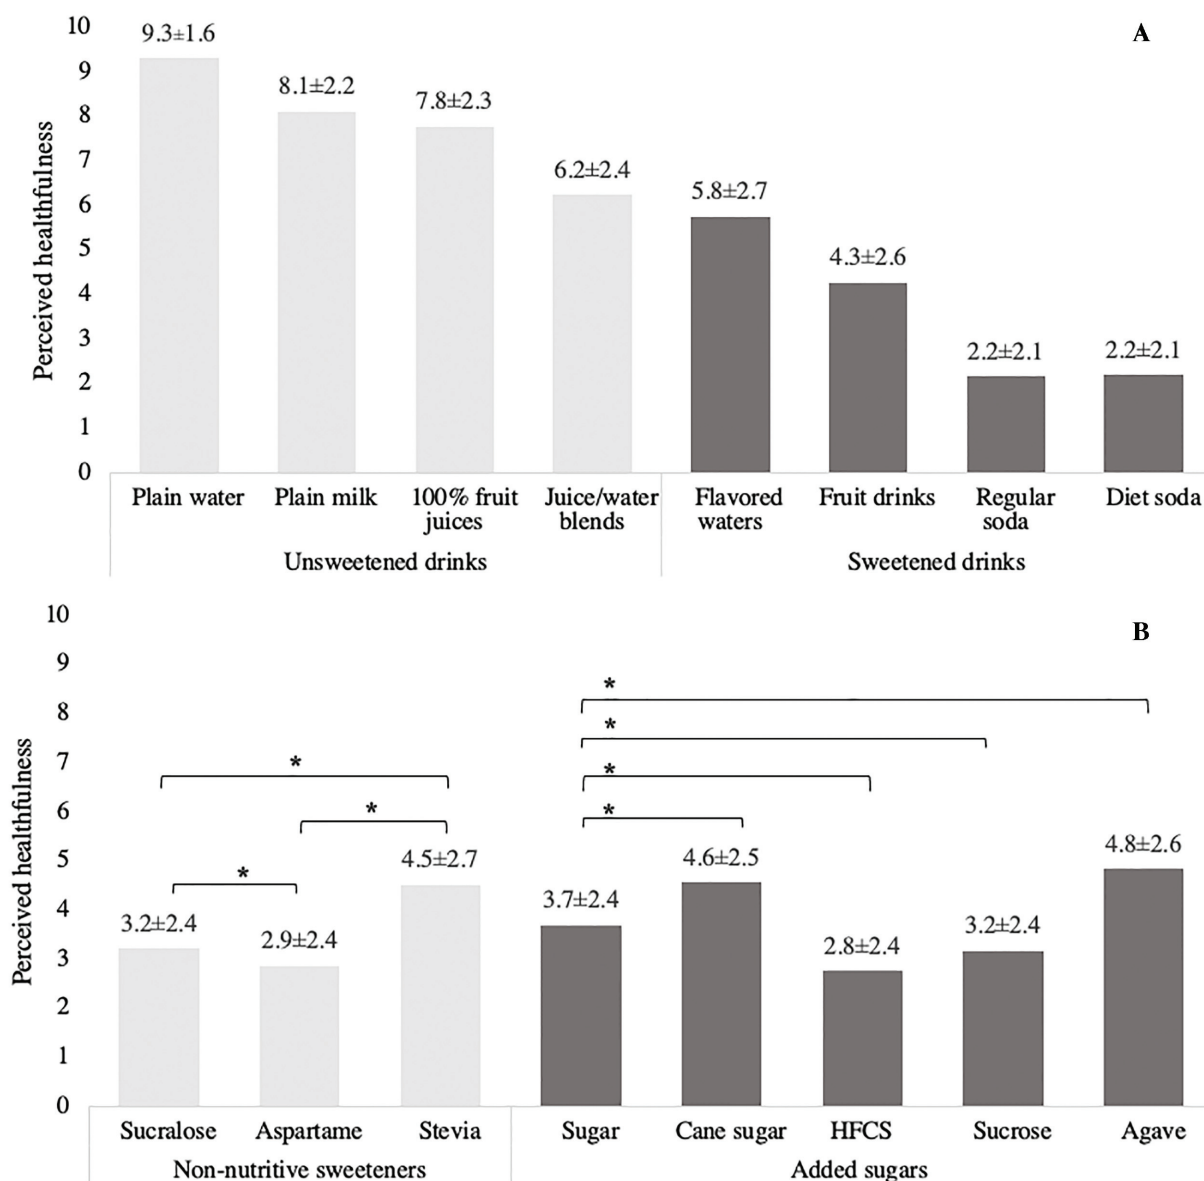 A
Perceived healthfulness
10
9
8
7
6
5
4
3
2
1
0
9.3±1.6
8.1±2.2
7.8±2.3
6.2±2.4
5.8±2.7
4.3±2.6
2.2±2.1
2.2±2.1
Plain water
Plain milk
100% fruit
juices
Juice/water
blends
Flavored
waters
Fruit drinks
Regular
soda
Diet soda
Unsweetened drinks
Sweetened drinks
B
Perceived healthfulness
10
9
8
7
6
5
4
3
2
1
0
*
*
*
*
*
*
*
3.2±2.4
2.9±2.4
4.5±2.7
3.7±2.4
4.6±2.5
2.8±2.4
3.2±2.4
4.8±2.6
Sucralose
Aspartame
Stevia
Sugar
Cane sugar
HFCS
Sucrose
Agave
Non-nutritive sweeteners
Added sugars